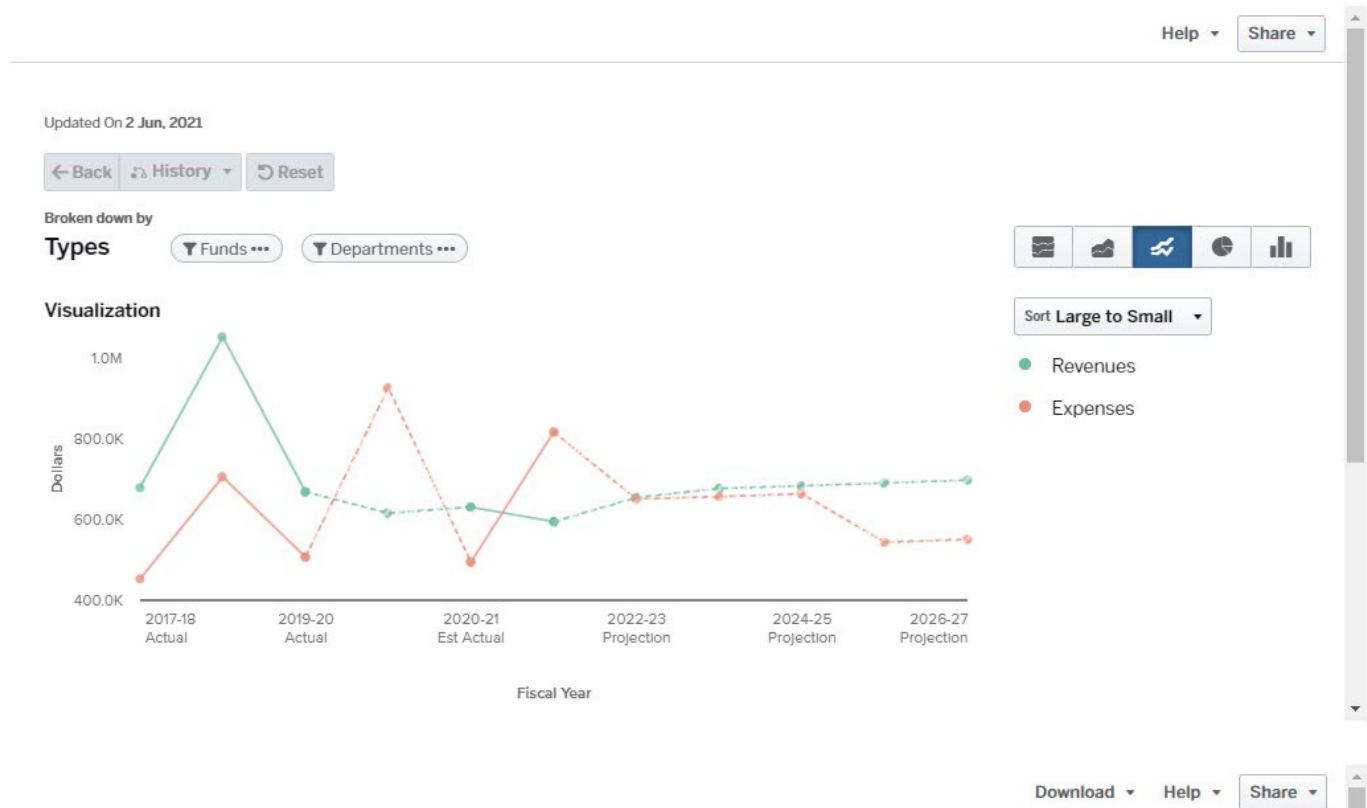 Help Share
Updated On 2 Jun, 2021
Back History Reset
Broken down by
Types Funds ••• Departments •••
Visualization
Sort Large to Small
Revenues
Expenses
1.0M
800.0K
600.0K
400.0K
Dollars
2017-18 2019-20 2020-21 2022-23 2024-25 2026-27
Actual Actual Est Actual Projection Projection Projection
Fiscal Year
Download Help Share